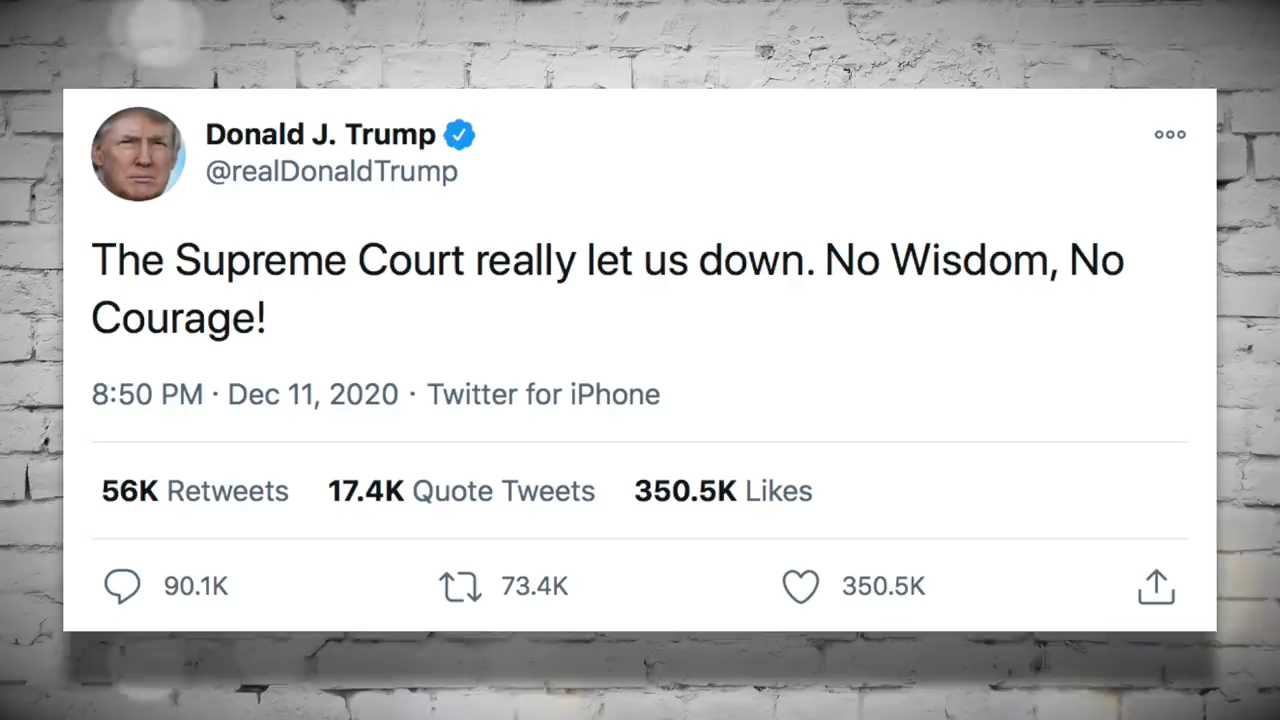 Donald J. Trump
@realDonaldTrump
The Supreme Court really let us down. No Wisdom, No
Courage!
8:50 PM · Dec 11, 2020 · Twitter for iPhone
56K Retweets 17.4K Quote Tweets 350.5K Likes
90.1K 73.4K 350.5K